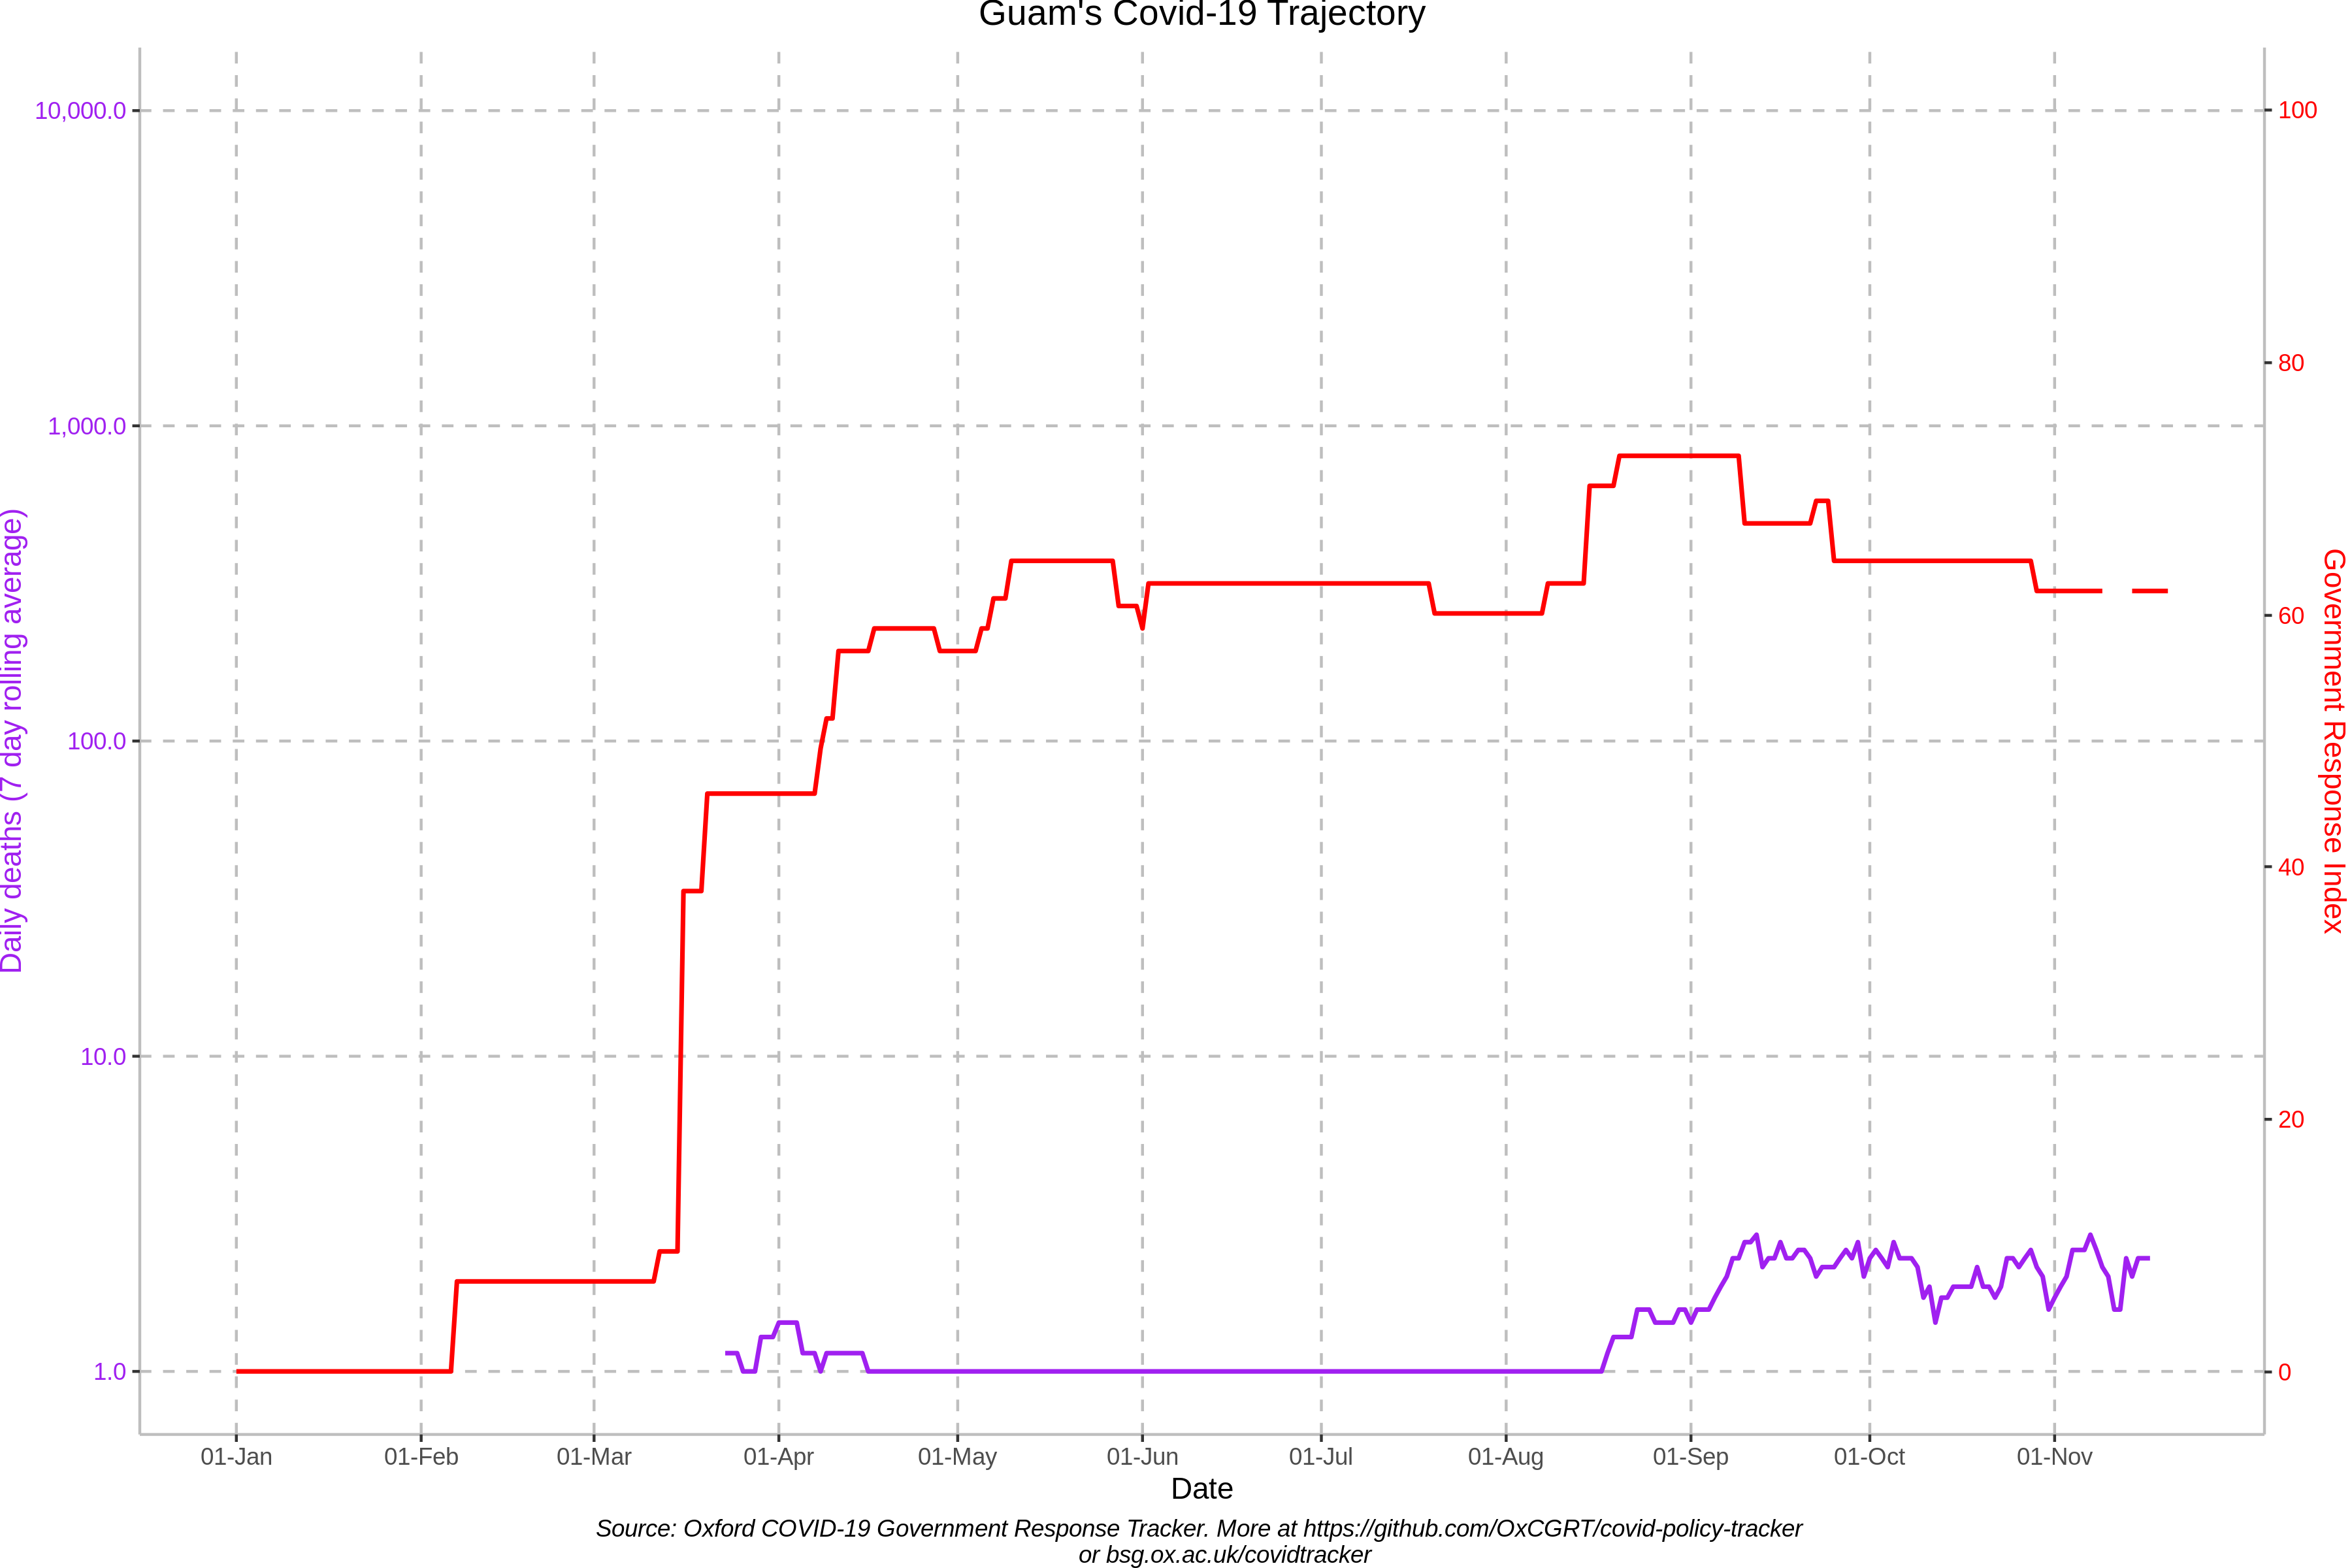 Guam's Covid-19 Trajectory
10,000.0
1,000.0
100.0
10.0
1.0
Daily deaths (7 day rolling average)
100
80
60
40
20
0
Government Response Index
01-Jan 01-Feb 01-Mar 01-Apr 01-May 01-Jun 01-Jul 01-Aug 01-Sep 01-Oct 01-Nov
Date
Source: Oxford COVID-19 Government Response Tracker. More at https://github.com/OxCGRT/covid-policy-tracker
or bsg.ox.ac.uk/covidtracker